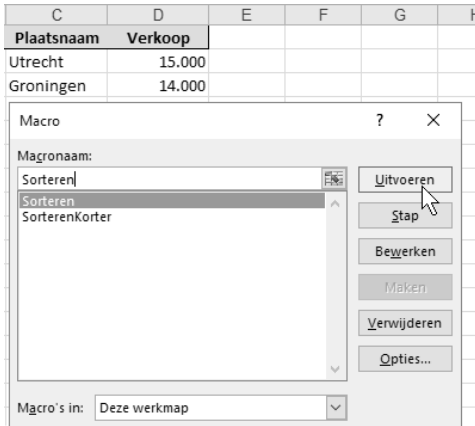 C D E F G
Plaatsnaam Verkoop
Utrecht 15.000
Groningen 14.000
Macro ? ×
Macronaam:
Sorteren
Uitvoeren
Sorteren
SorterenKorter
Stap
Bewerken
Maken
Verwijderen
Opties...
Macro's in: Deze werkmap